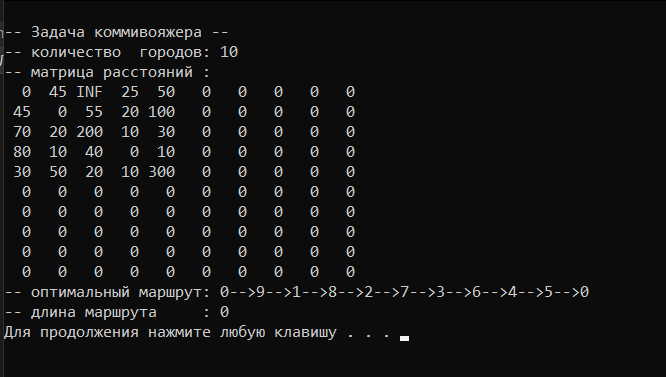 -- Задача коммивояжера --
-- количество  городов: 10
-- матрица расстояний :
  0  45 INF  25  50   0   0   0   0   0
 45   0  55  20 100   0   0   0   0   0
 70  20 200  10  30   0   0   0   0   0
 80  10  40   0  10   0   0   0   0   0
 30  50  20  10 300   0   0   0   0   0
  0   0   0   0   0   0   0   0   0   0
  0   0   0   0   0   0   0   0   0   0
  0   0   0   0   0   0   0   0   0   0
  0   0   0   0   0   0   0   0   0   0
  0   0   0   0   0   0   0   0   0   0
-- оптимальный маршрут: 0-->9-->1-->8-->2-->7-->3-->6-->4-->5-->0
-- длина маршрута     : 0
Для продолжения нажмите любую клавишу . . .